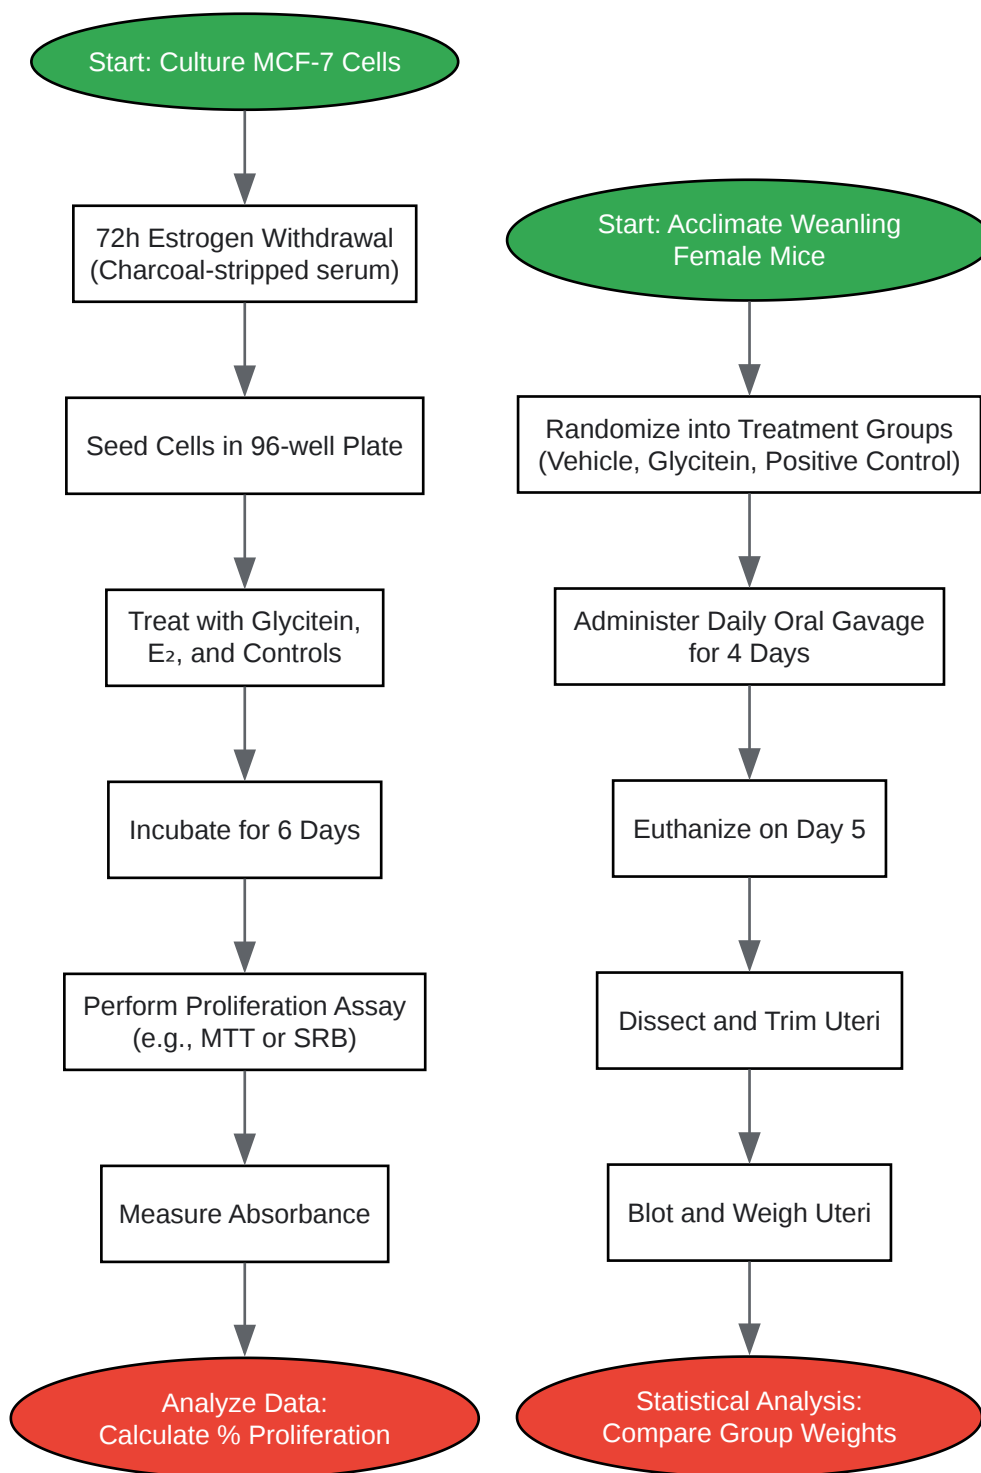 Start: Culture MCF-7 Cells
72h Estrogen Withdrawal
(Charcoal-stripped serum)
Seed Cells in 96-well Plate
Treat with Glycitein,
E₂, and Controls
Incubate for 6 Days
Perform Proliferation Assay
(e.g., MTT or SRB)
Measure Absorbance
Analyze Data:
Calculate % Proliferation
Start: Acclimate Weanling
Female Mice
Randomize into Treatment Groups
(Vehicle, Glycitein, Positive Control)
Administer Daily Oral Gavage
for 4 Days
Euthanize on Day 5
Dissect and Trim Uteri
Blot and Weigh Uteri
Statistical Analysis:
Compare Group Weights